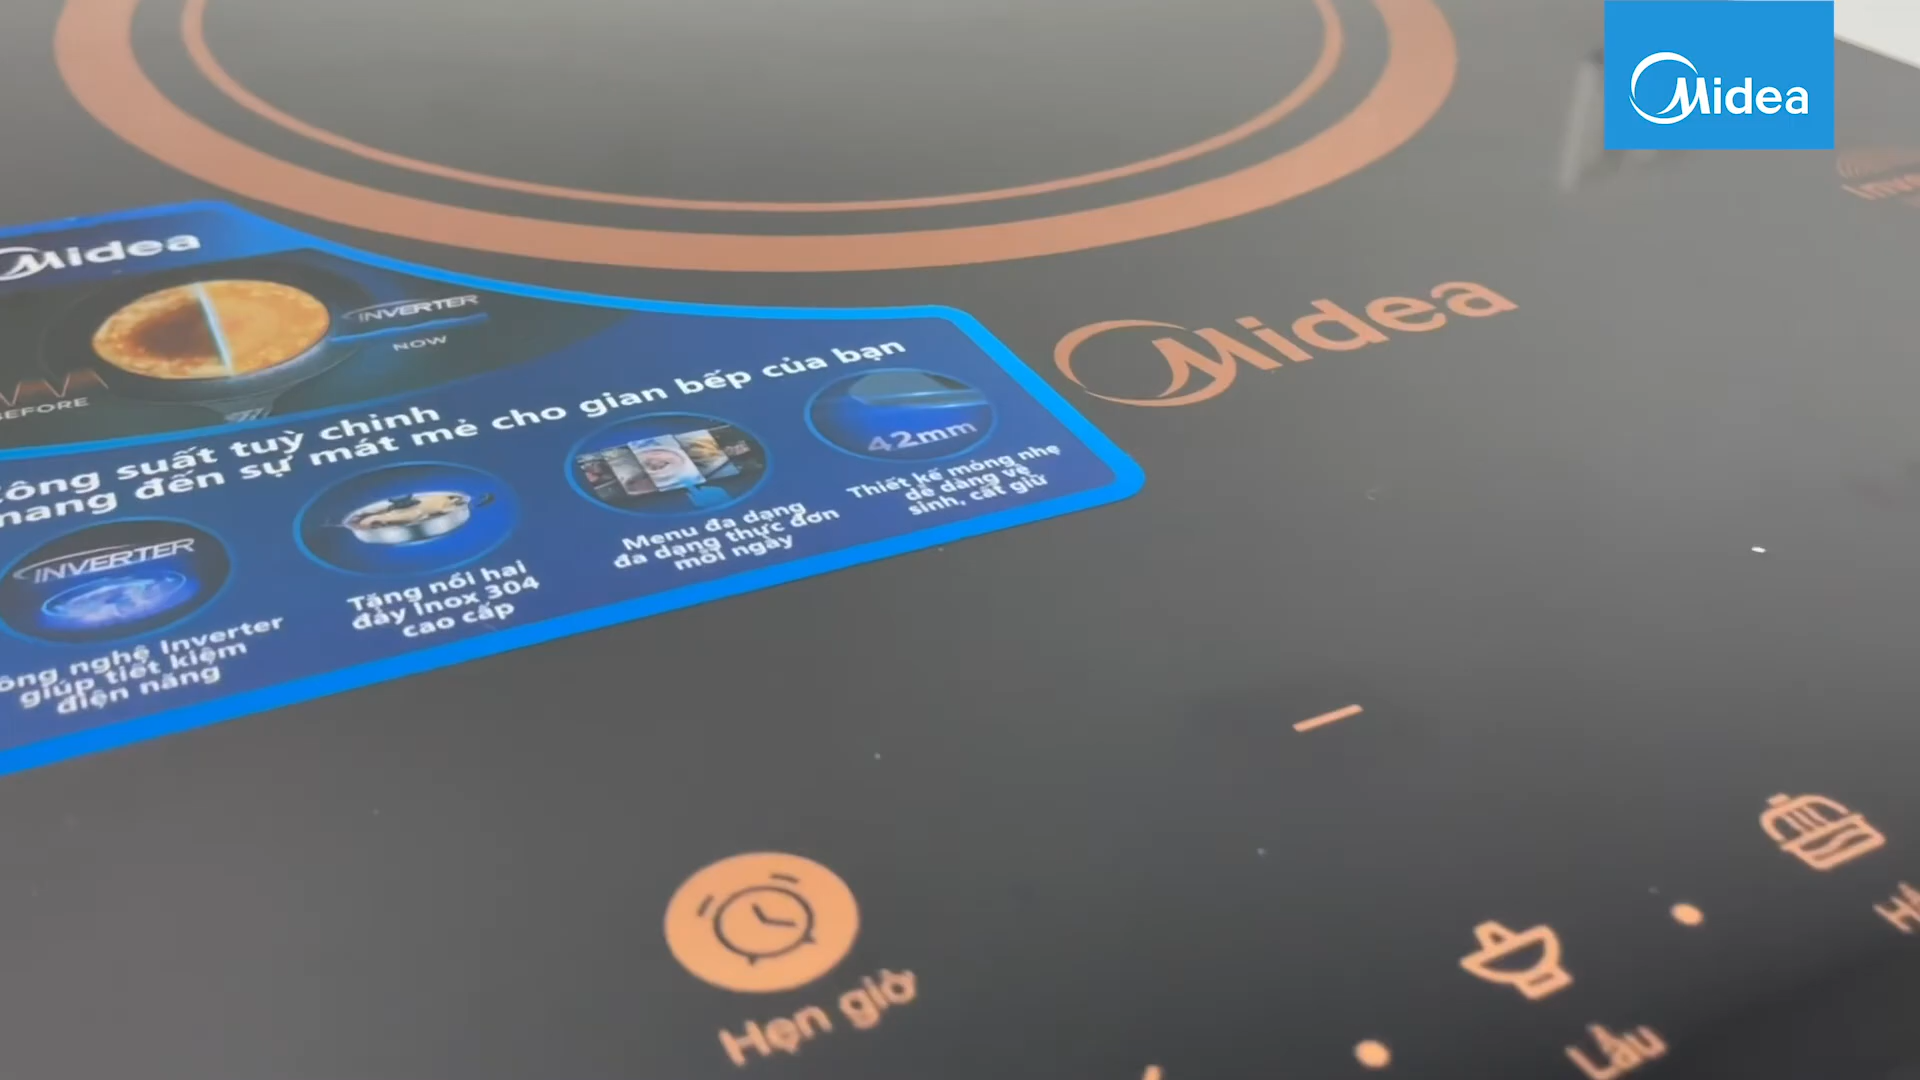 Midea
Midea
INVERTER
NOW
BEFORE
Midea
công suất tuỳ chỉnh
mang đến sự mát mẻ cho gian bếp của bạn
42mm
Thiết kế mỏng nhẹ
dễ dàng vệ
sinh, cất giữ
Menu đa dạng
đa dạng thực đơn
mỗi ngày
INVERTER
Tặng nồi hai
đáy Inox 304
cao cấp
ông nghệ Inverter
giúp tiết kiệm
điện năng
Hẹn giờ
Lẩu